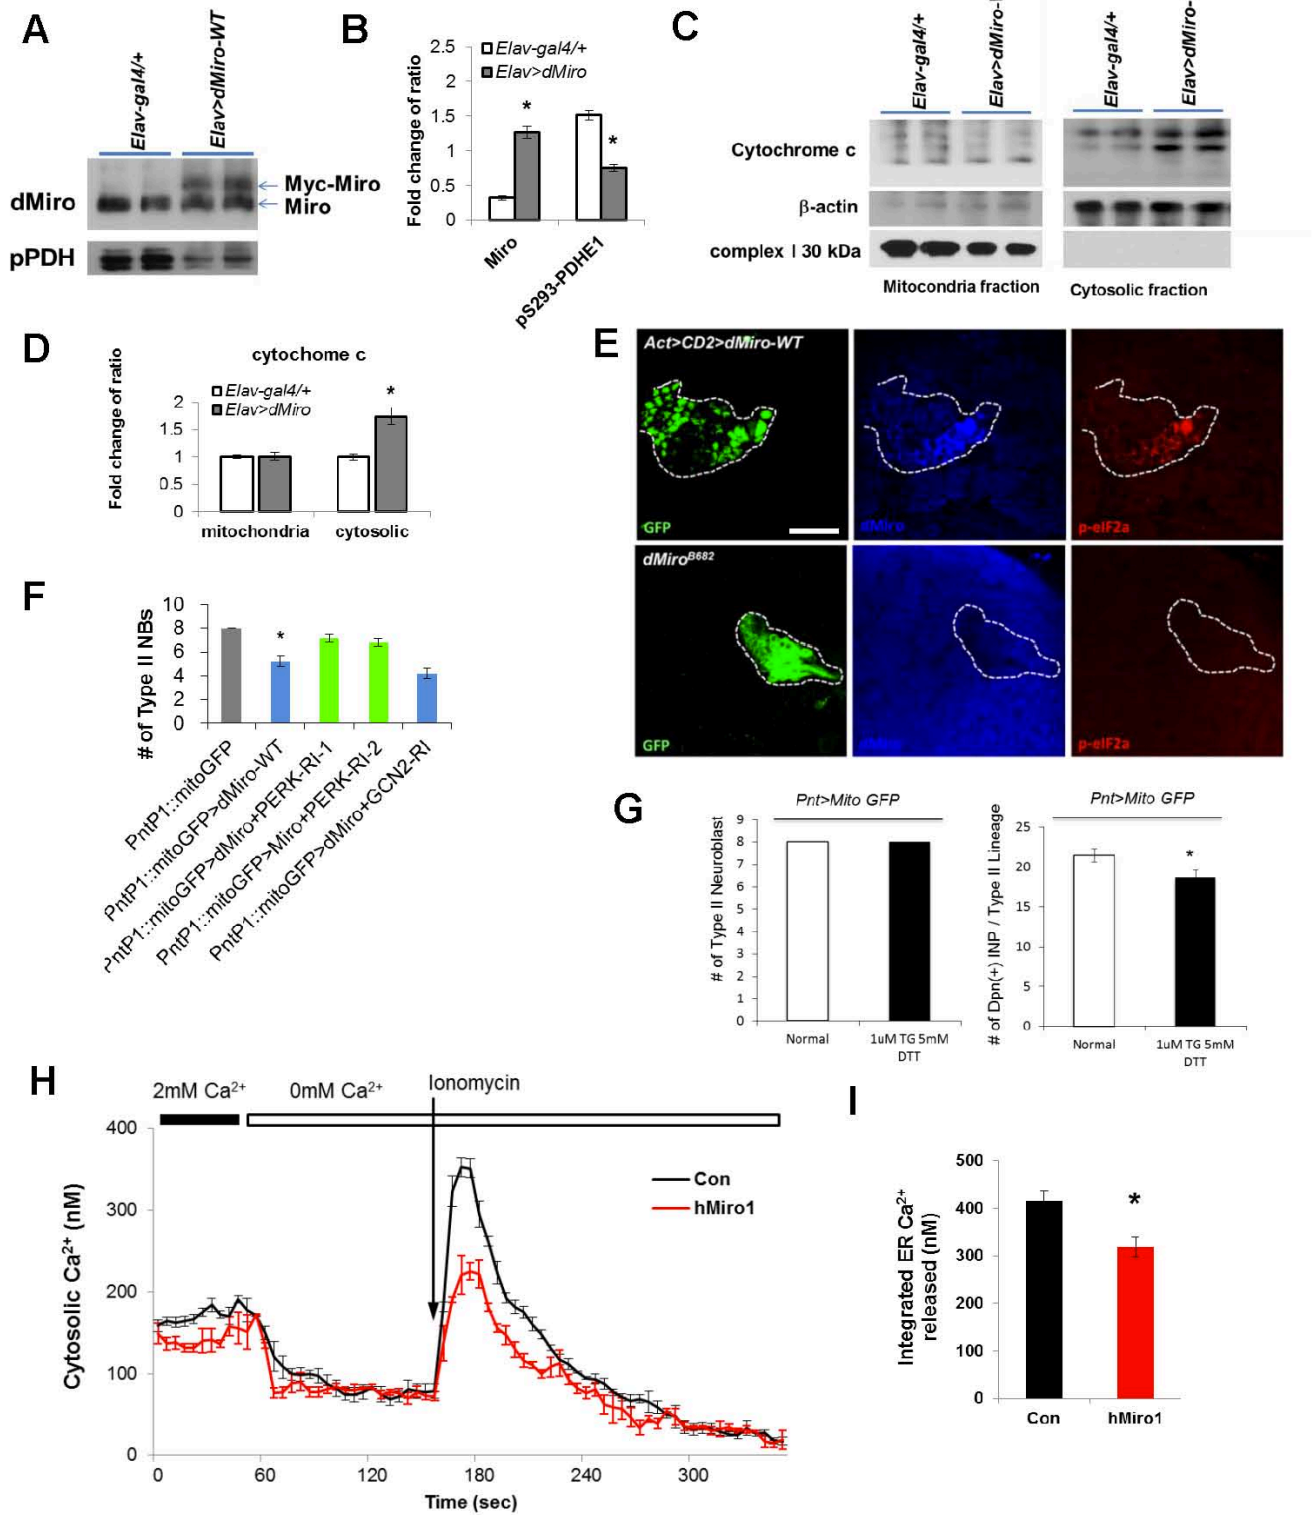 A
Elav-gal4/+
Elav>dMiro-WT
dMiro
Myc-Miro
Miro
pPDH
B
Fold change of ratio
2.5
2
1.5
1
0.5
0
Elav-gal4/+
Elav>dMiro
*
*
Miro
pS293-PDHE1
C
Elav-gal4/+
Elav>dMiro-
Elav-gal4/+
Elav>dMiro-
Cytochrome c
β-actin
complex I 30 kDa
Mitocondria fraction
Cytosolic fraction
D
cytochome c
Fold change of ratio
Elav-gal4/+
Elav>dMiro
2
1.5
1
0.5
0
*
mitochondria
cytosolic
E
Act>CD2>dMiro-WT
GFP
dMiro
p-eIF2a
dMiro^B682
GFP
dMiro
p-eIF2a
F
# of Type II NBs
10
8
6
4
2
0
*
PntP1::mitoGFP
PntP1::mitoGFP>dMiro-WT
PntP1::mitoGFP>dMiro+PERK-RI-1
PntP1::mitoGFP>Miro+PERK-RI-2
PntP1::mitoGFP>dMiro+GCN2-RI
G
Pnt>Mito GFP
# of Type II Neuroblast
9
8
7
6
5
4
3
2
1
0
Normal
1uM TG 5mM
DTT
Pnt>Mito GFP
# of Dpn(+) INP / Type II Lineage
25
20
15
10
5
0
*
Normal
1uM TG 5mM
DTT
H
2mM Ca²⁺
0mM Ca²⁺
Ionomycin
Cytosolic Ca²⁺ (nM)
400
300
200
100
0
Con
hMiro1
0
60
120
180
240
300
Time (sec)
I
Integrated ER Ca²⁺
released (nM)
500
400
300
200
100
0
*
Con
hMiro1